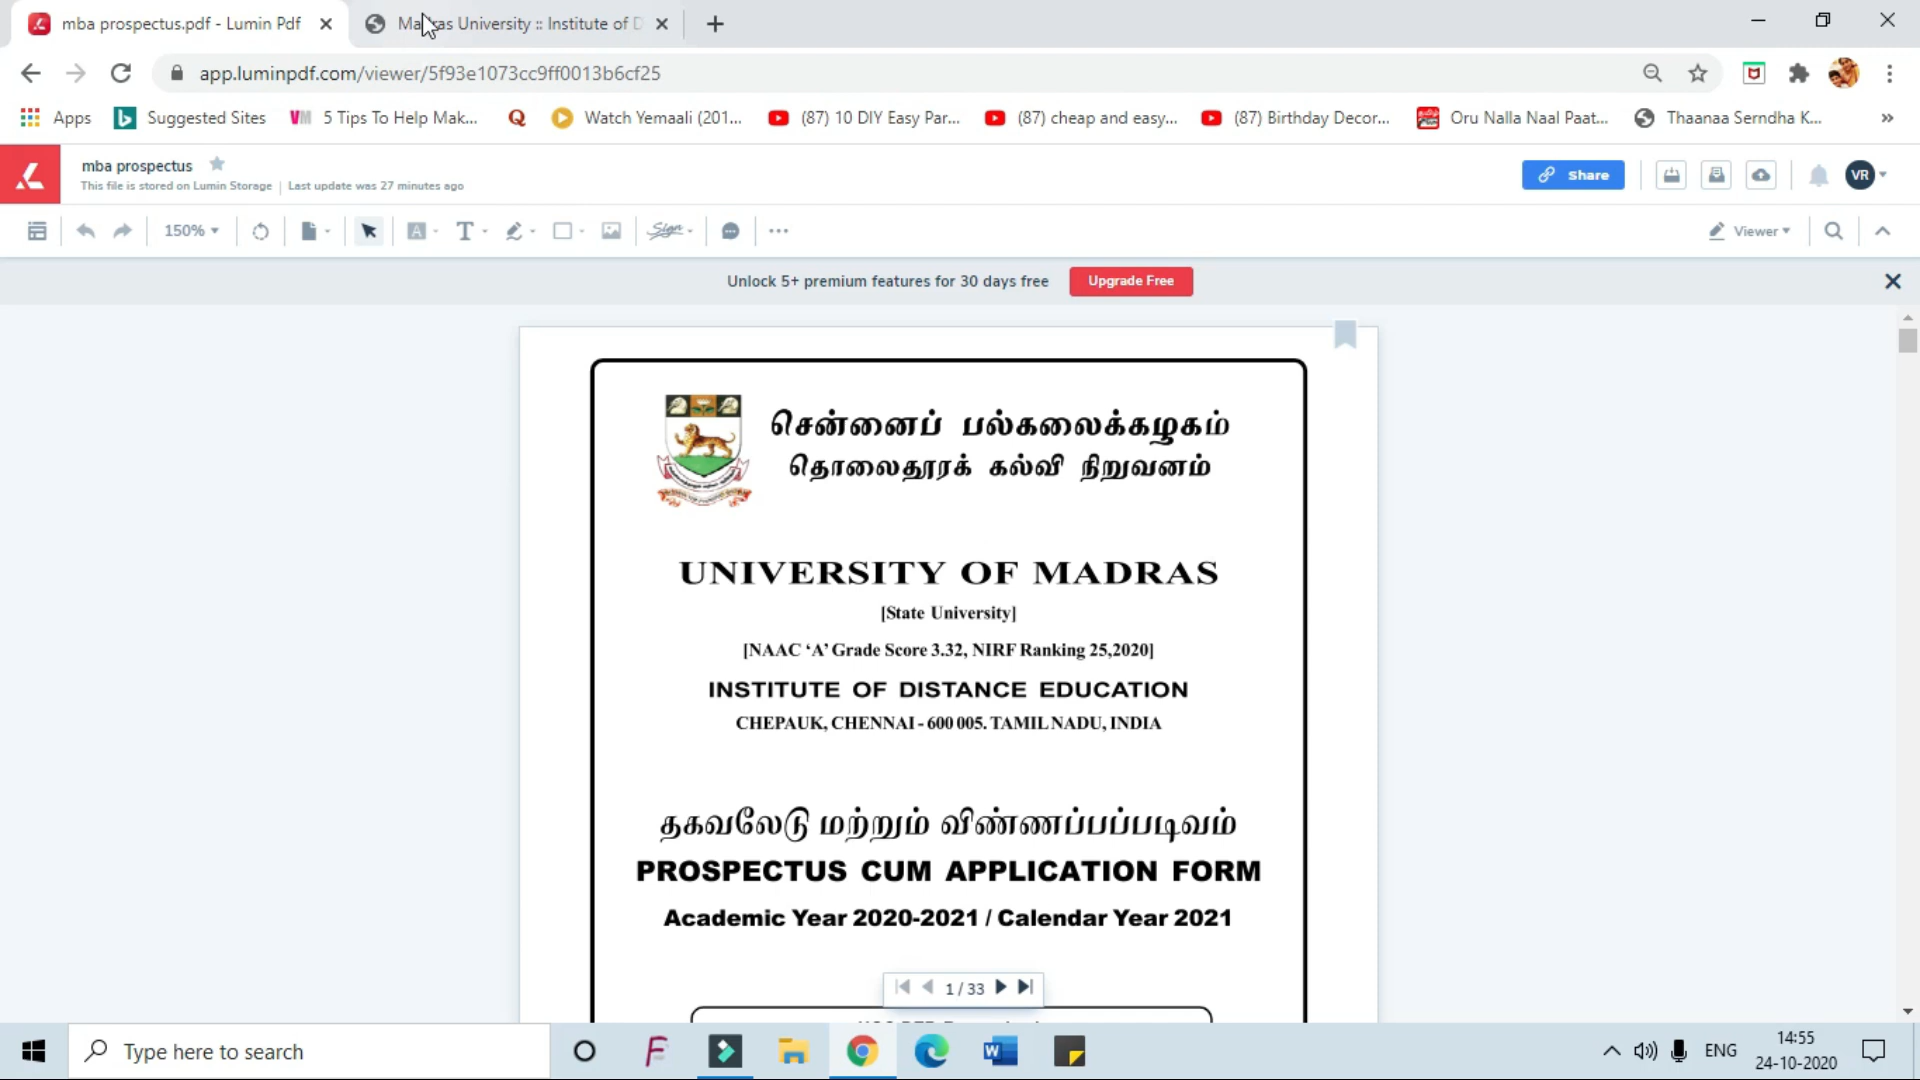 mba prospectus.pdf - Lumin Pdf
Madras University :: Institute of D
app.luminpdf.com/viewer/5f93e1073cc9ff0013b6cf25
Apps
Suggested Sites
VM 5 Tips To Help Mak...
Q
Watch Yemaali (201...
(87) 10 DIY Easy Par...
(87) cheap and easy...
(87) Birthday Decor...
Oru Nalla Naal Paat...
Thaanaa Serndha K...
»
mba prospectus
This file is stored on Lumin Storage | Last update was 27 minutes ago
Share
VR
150%
A
T
Sign
Viewer
Unlock 5+ premium features for 30 days free
Upgrade Free
சென்னைப் பல்கலைக்கழகம்
தொலைதூரக் கல்வி நிறுவனம்
UNIVERSITY OF MADRAS
[State University]
[NAAC ‘A’ Grade Score 3.32, NIRF Ranking 25,2020]
INSTITUTE OF DISTANCE EDUCATION
CHEPAUK, CHENNAI - 600 005. TAMIL NADU, INDIA
தகவலேடு மற்றும் விண்ணப்பப்படிவம்
PROSPECTUS CUM APPLICATION FORM
Academic Year 2020-2021 / Calendar Year 2021
1 / 33
Type here to search
ENG
14:55
24-10-2020